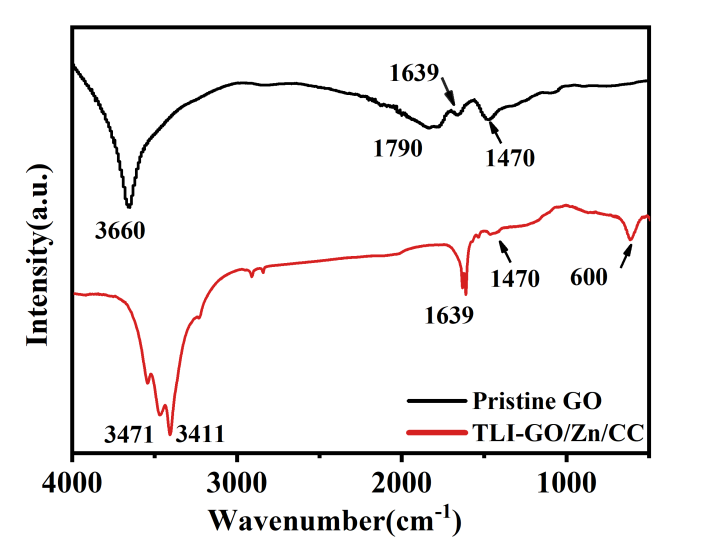 1639
1790
1470
3660
1470
600
1639
3471
3411
Pristine GO
TLI-GO/Zn/CC
Intensity(a.u.)
4000 3000 2000 1000
Wavenumber(cm⁻¹)